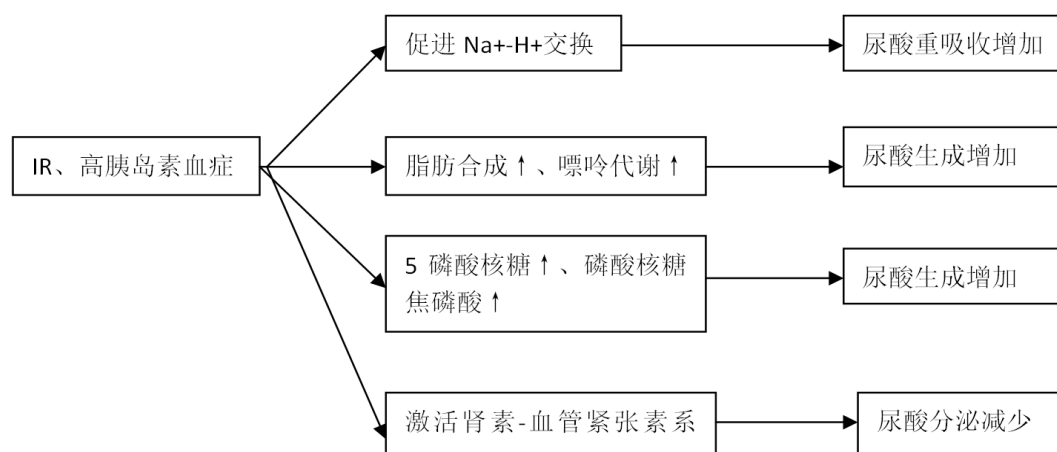 促进 Na+-H+交换
尿酸重吸收增加
IR、高胰岛素血症
脂肪合成↑、嘌呤代谢↑
尿酸生成增加
5 磷酸核糖↑、磷酸核糖
焦磷酸↑
尿酸生成增加
激活肾素-血管紧张素系
尿酸分泌减少